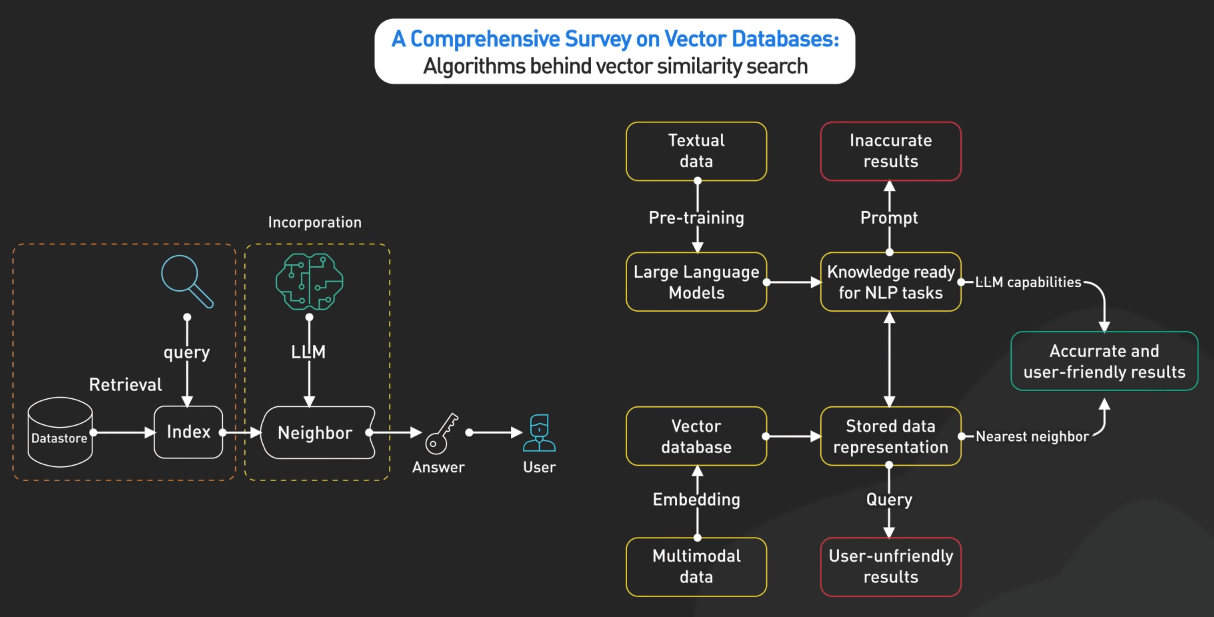 A Comprehensive Survey on Vector Databases:
Algorithms behind vector similarity search
Incorporation
query
LLM
Retrieval
Datastore
Index
Neighbor
Answer
User
Textual
data
Inaccurate
results
Pre-training
Prompt
Large Language
Models
Knowledge ready
for NLP tasks
LLM capabilities
Accurrate and
user-friendly results
Vector
database
Stored data
representation
Nearest neighbor
Embedding
Query
Multimodal
data
User-unfriendly
results